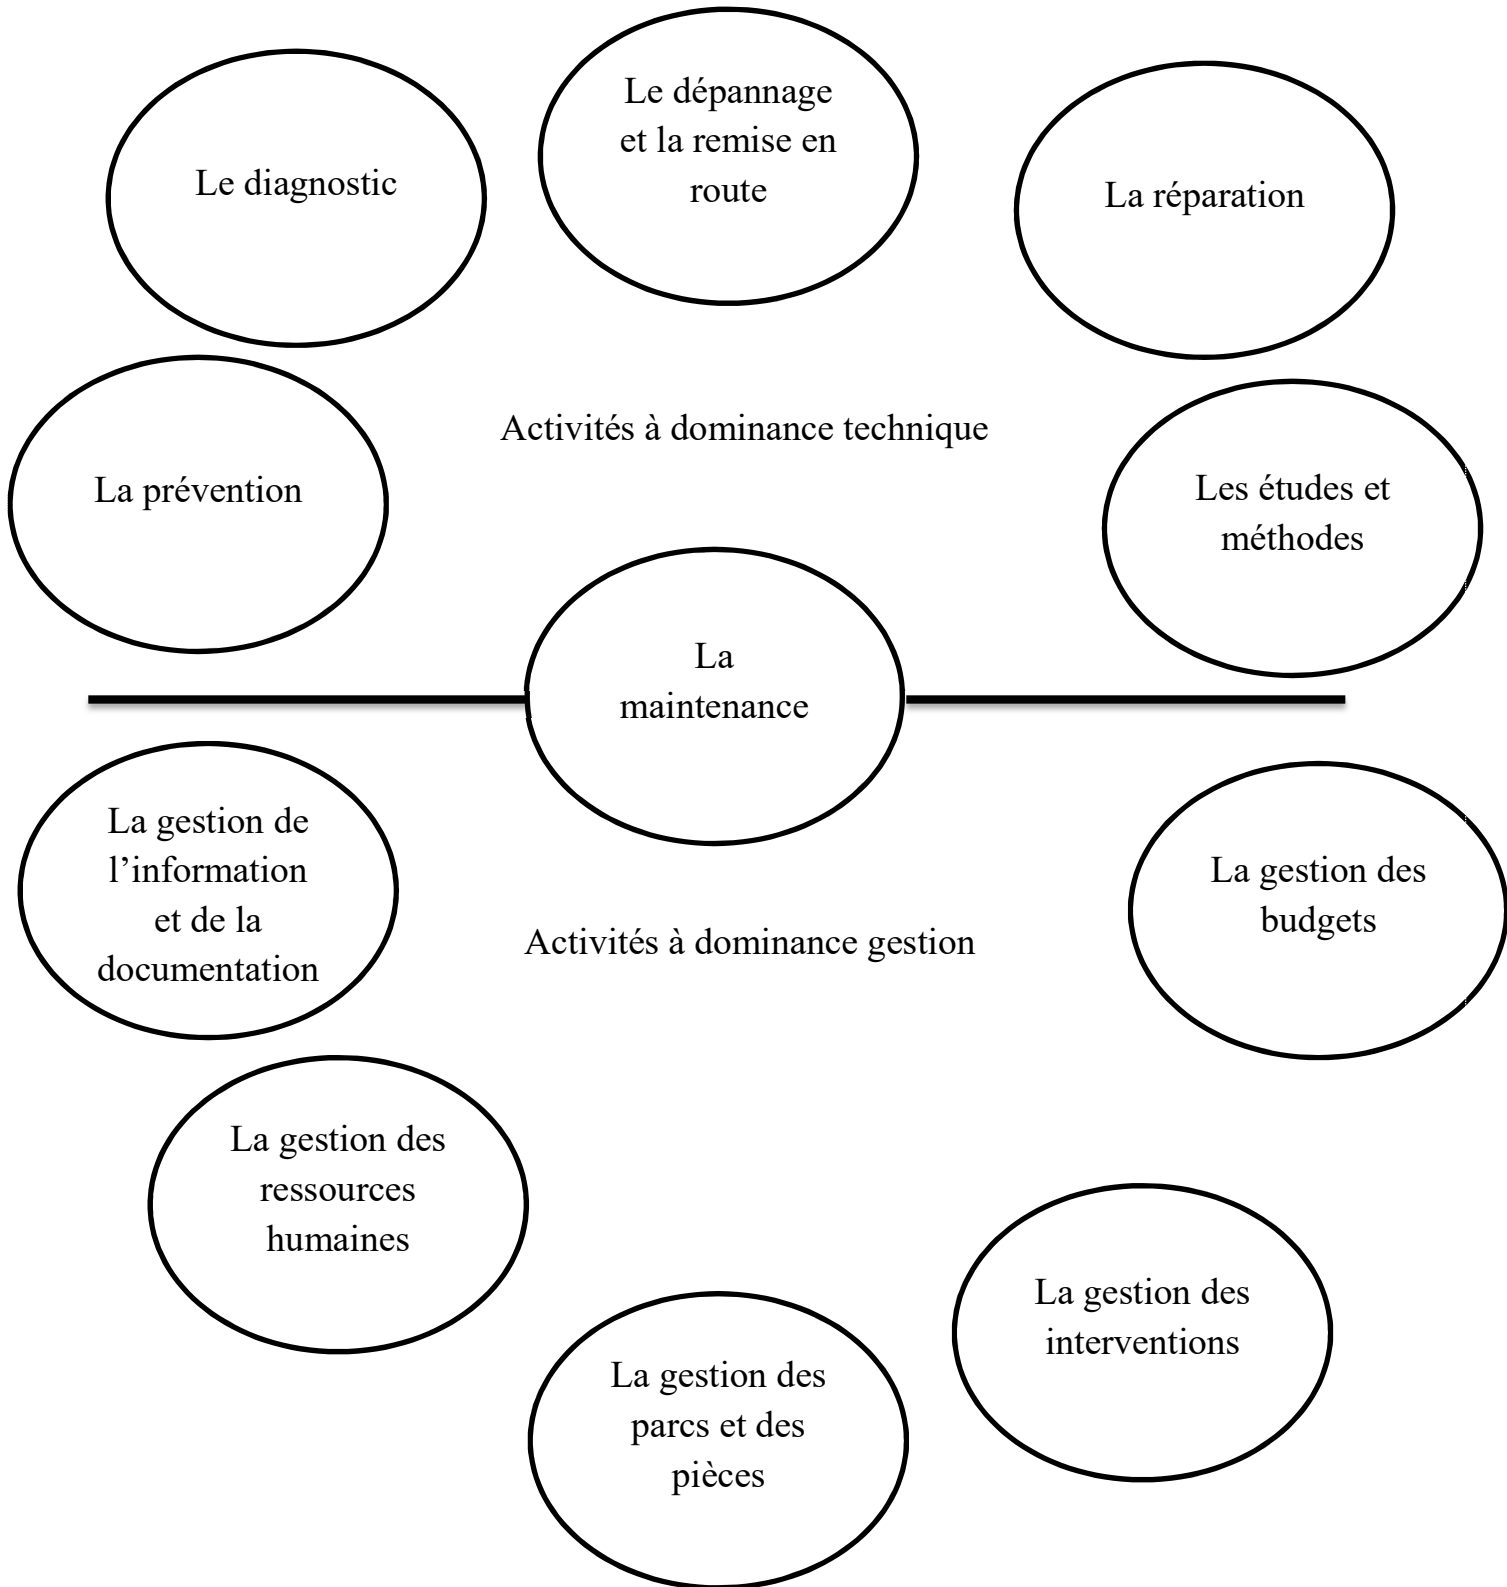 Le dépannage
et la remise en
route
Le diagnostic
La réparation
Activités à dominance technique
La prévention
Les études et
méthodes
La
maintenance
La gestion de
l’information
et de la
documentation
La gestion des
budgets
Activités à dominance gestion
La gestion des
ressources
humaines
La gestion des
interventions
La gestion des
parcs et des
pièces